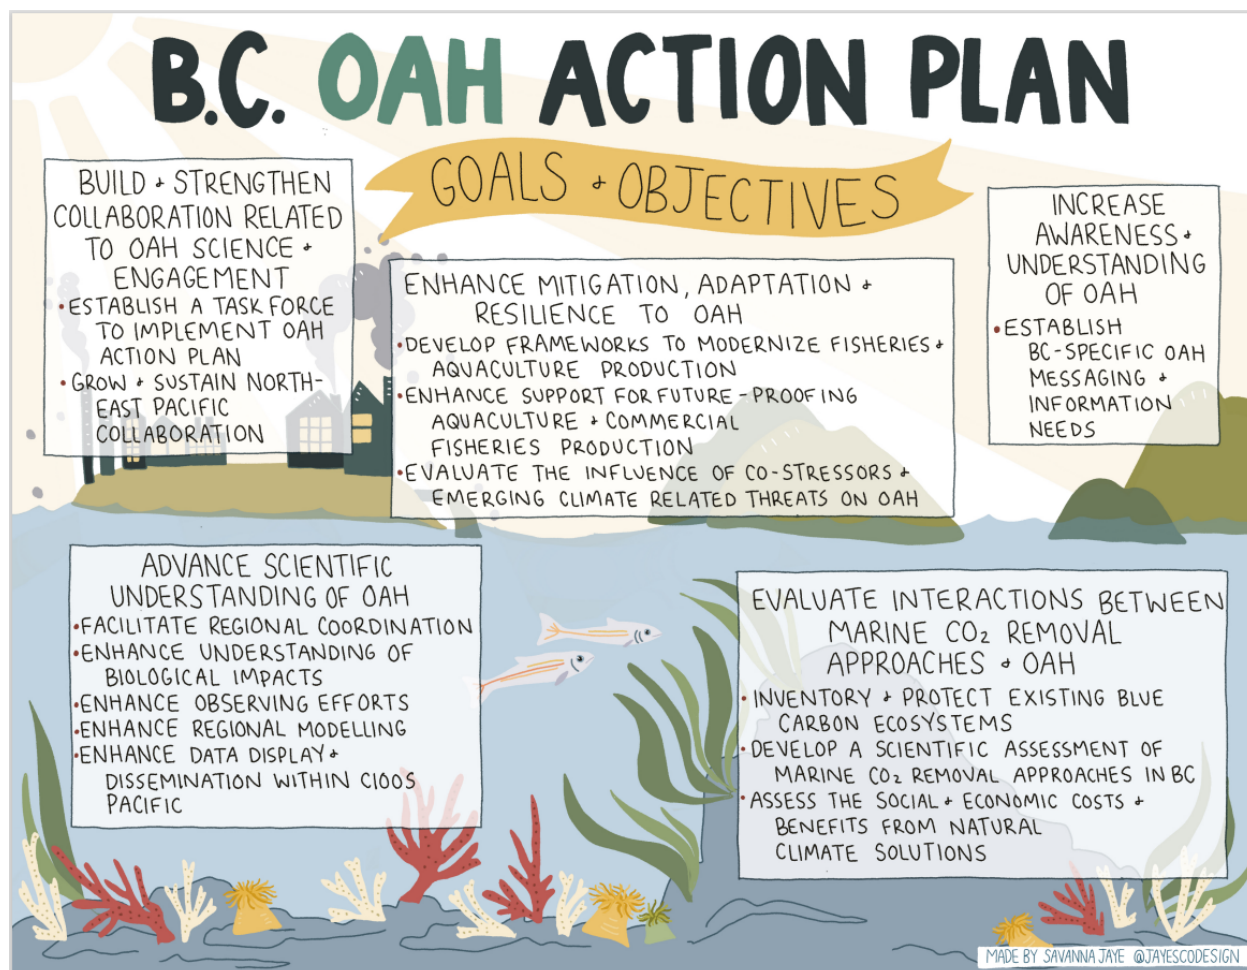 B.C. OAH ACTION PLAN
GOALS & OBJECTIVES
BUILD & STRENGTHEN
COLLABORATION RELATED
TO OAH SCIENCE &
ENGAGEMENT
• ESTABLISH A TASK FORCE
TO IMPLEMENT OAH
ACTION PLAN
• GROW & SUSTAIN NORTH-
EAST PACIFIC
COLLABORATION
ENHANCE MITIGATION, ADAPTATION &
RESILIENCE TO OAH
• DEVELOP FRAMEWORKS TO MODERNIZE FISHERIES &
AQUACULTURE PRODUCTION
• ENHANCE SUPPORT FOR FUTURE-PROOFING
AQUACULTURE & COMMERCIAL
FISHERIES PRODUCTION
• EVALUATE THE INFLUENCE OF CO-STRESSORS &
EMERGING CLIMATE RELATED THREATS ON OAH
INCREASE
AWARENESS &
UNDERSTANDING
OF OAH
• ESTABLISH
BC-SPECIFIC OAH
MESSAGING &
INFORMATION
NEEDS
ADVANCE SCIENTIFIC
UNDERSTANDING OF OAH
• FACILITATE REGIONAL COORDINATION
• ENHANCE UNDERSTANDING OF
BIOLOGICAL IMPACTS
• ENHANCE OBSERVING EFFORTS
• ENHANCE REGIONAL MODELLING
• ENHANCE DATA DISPLAY &
DISSEMINATION WITHIN CIOOS
PACIFIC
EVALUATE INTERACTIONS BETWEEN
MARINE CO₂ REMOVAL
APPROACHES & OAH
• INVENTORY & PROTECT EXISTING BLUE
CARBON ECOSYSTEMS
• DEVELOP A SCIENTIFIC ASSESSMENT OF
MARINE CO₂ REMOVAL APPROACHES IN BC
• ASSESS THE SOCIAL & ECONOMIC COSTS &
BENEFITS FROM NATURAL
CLIMATE SOLUTIONS
MADE BY SAVANNA JAYE @JAYESCODESIGN